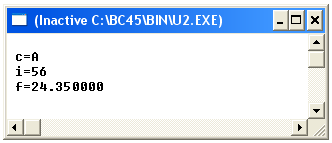 (Inactive C:\BC45\BIN\U2.EXE)
c=A
i=56
f=24.350000